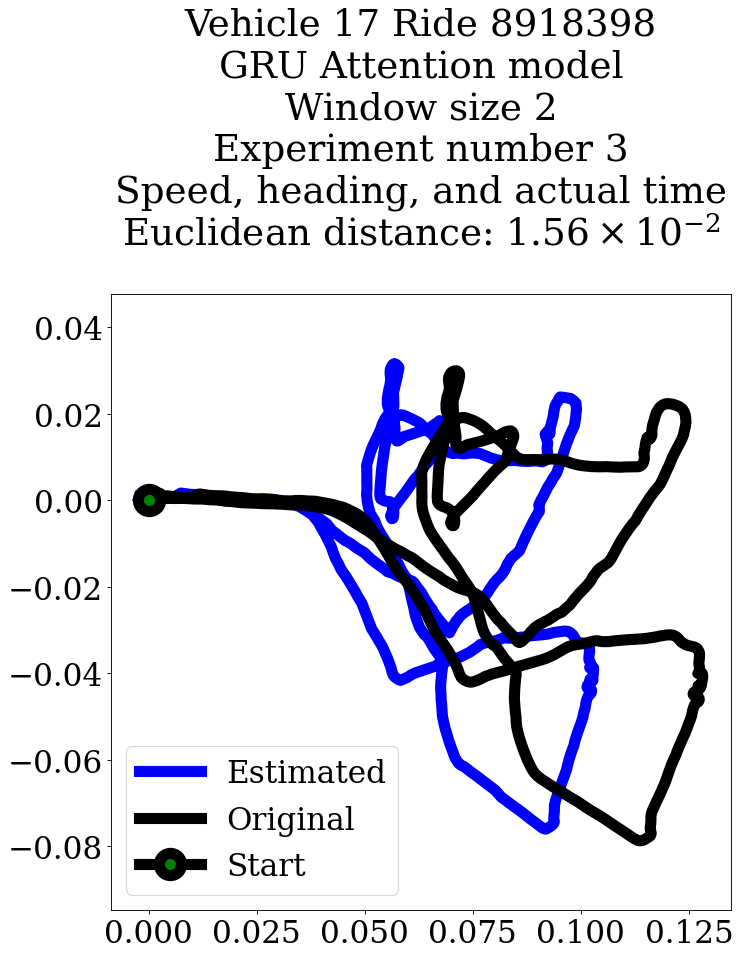 Vehicle 17 Ride 8918398
GRU Attention model
Window size 2
Experiment number 3
Speed, heading, and actual time
Euclidean distance: 1.56 × 10⁻²
0.04
0.02
0.00
−0.02
−0.04
−0.06
−0.08
Estimated
Original
Start
0.000 0.025 0.050 0.075 0.100 0.125